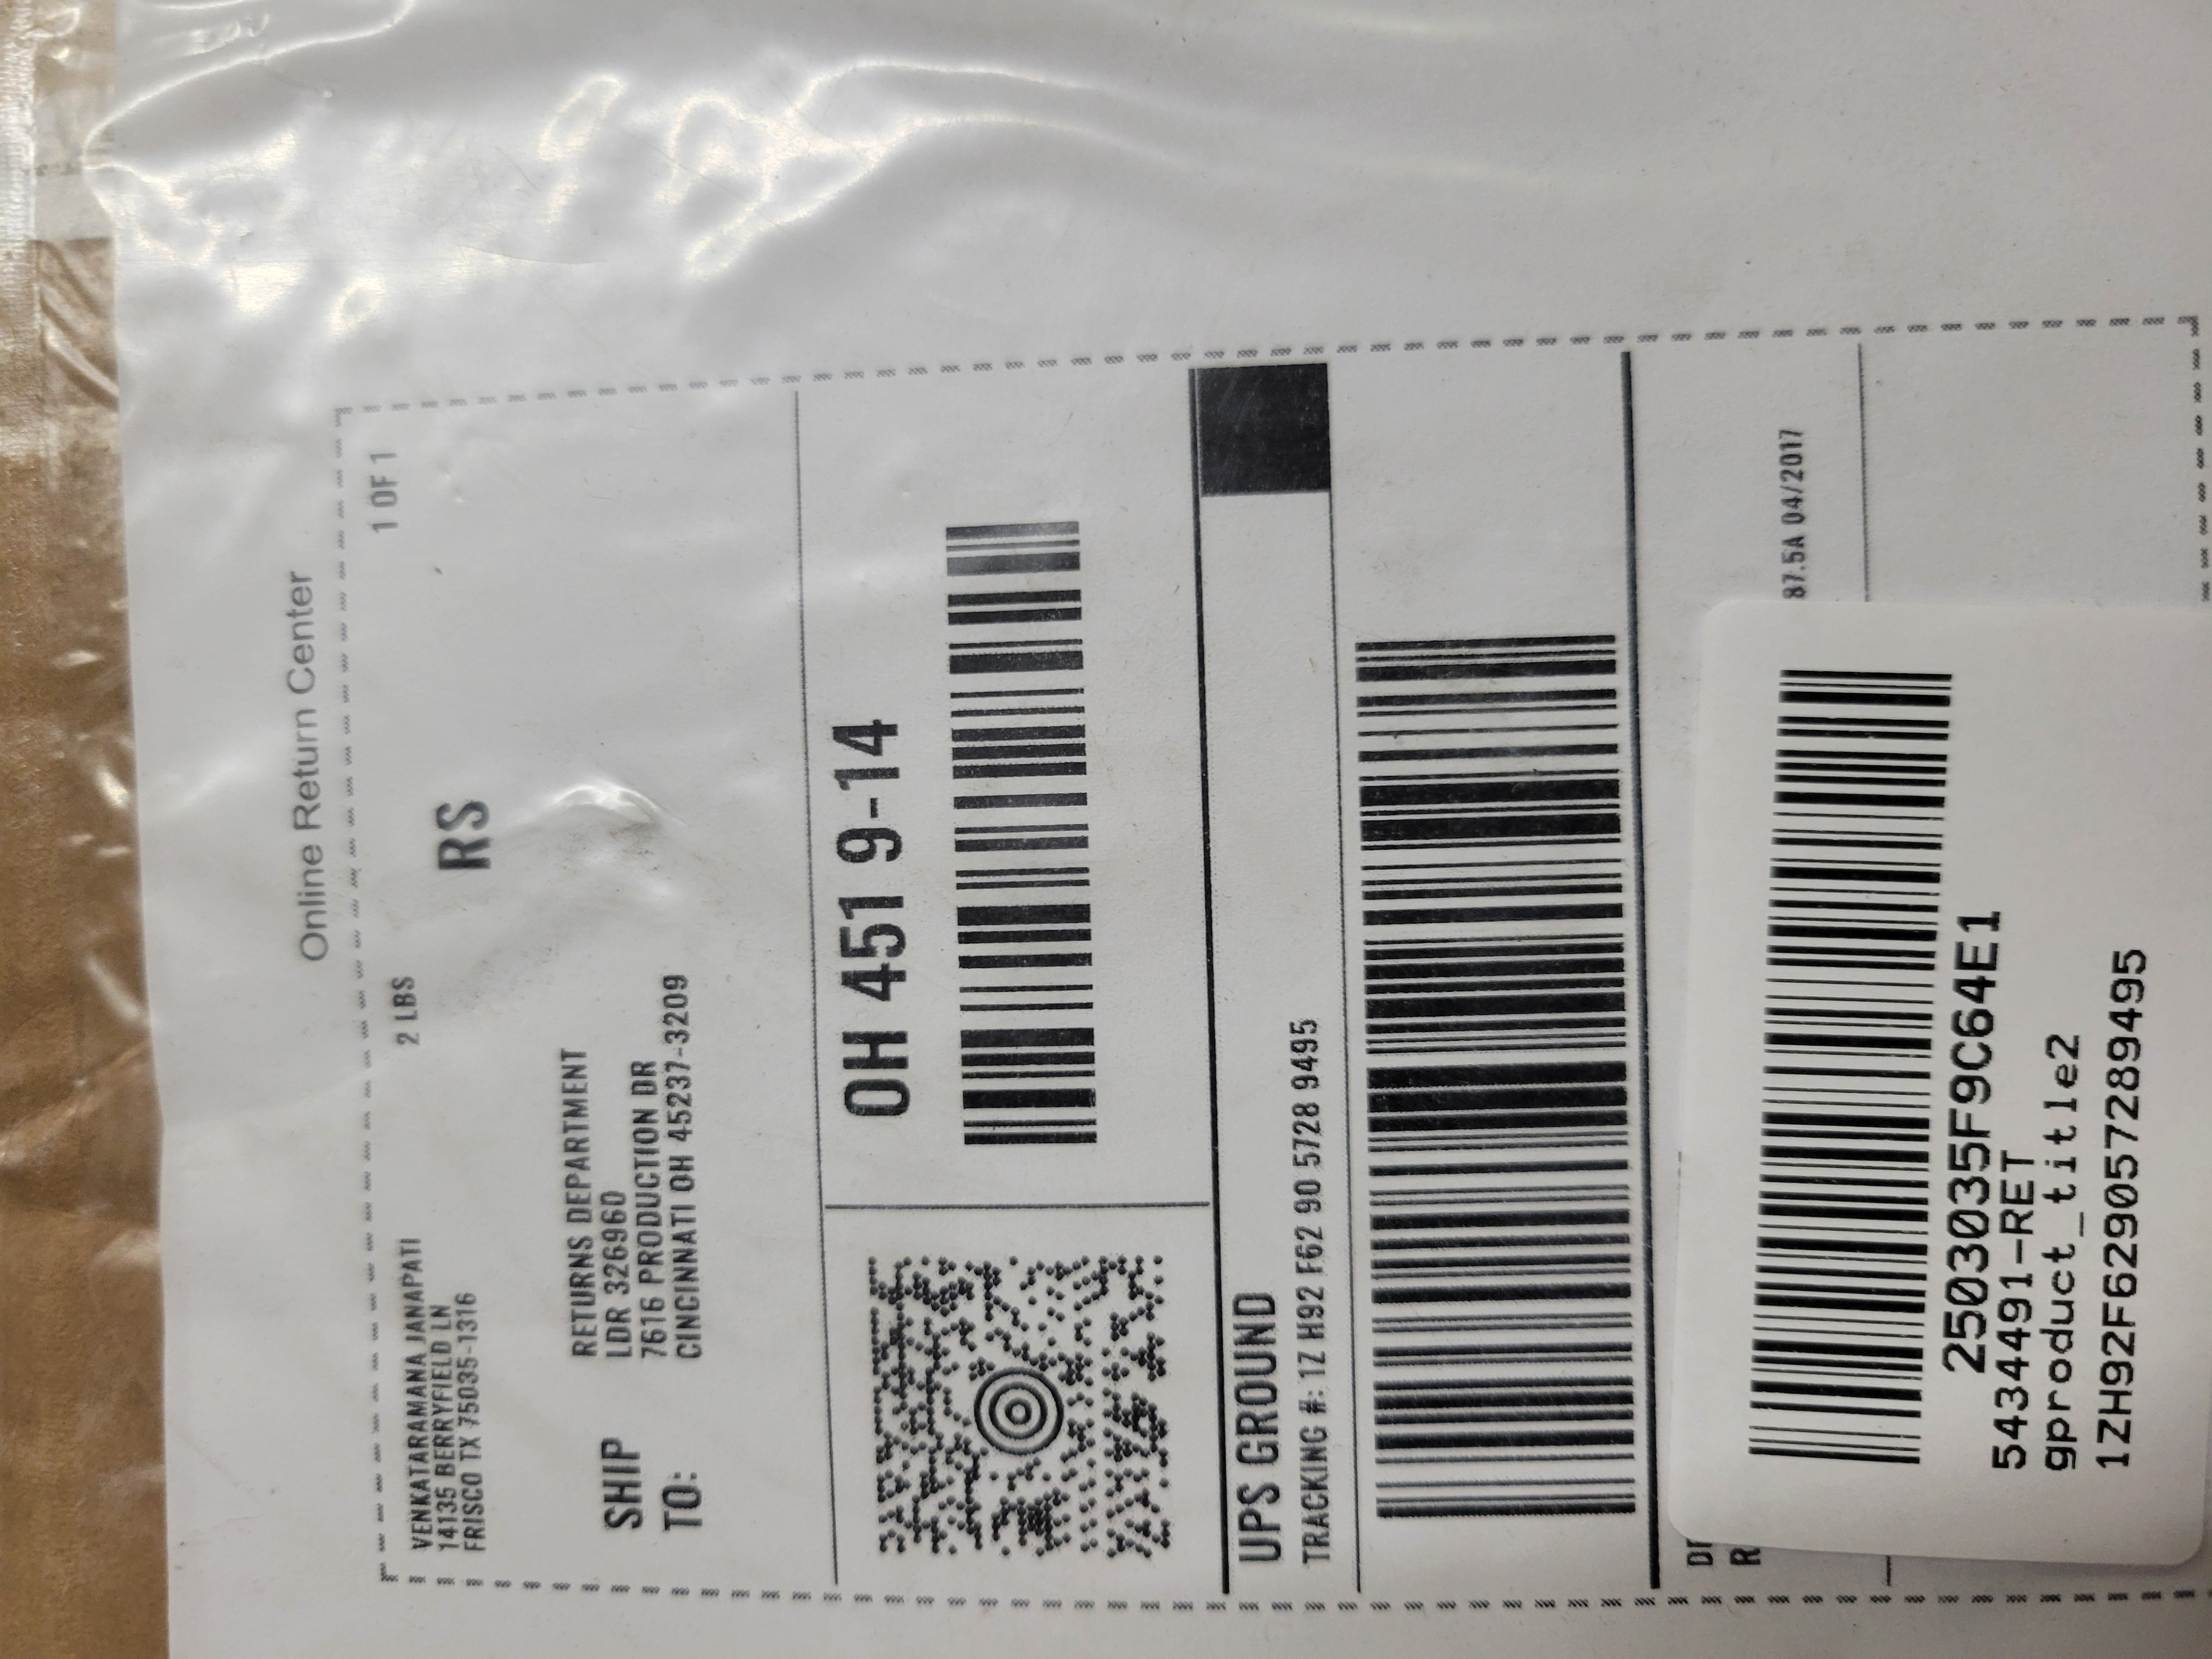 Online Return Center
1 OF 1
2 LBS
VENKATARAMANA JANAPATI
14135 BERRYFIELD LN
FRISCO TX 75035-1316
RS
SHIP
TO:
RETURNS DEPARTMENT
LDR 326960
7616 PRODUCTION DR
CINCINNATI OH 45237-3209
OH 451 9-14
UPS GROUND
TRACKING #: 1Z H92 F62 90 5728 9495
87.5A 04/2017
2503035F9C64E1
5434491-RET
gproduct_title2
1ZH92F629057289495